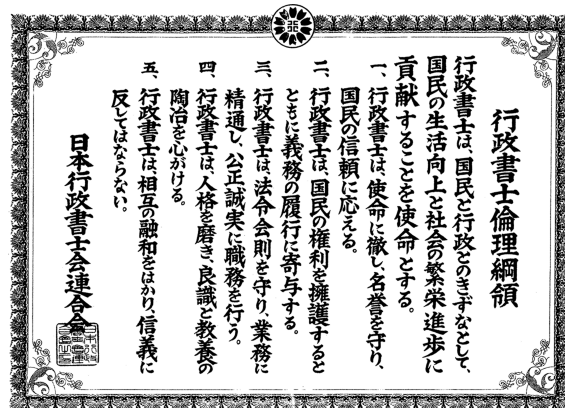 行政書士倫理綱領
行政書士は、国民と行政とのきずなとして、
国民の生活向上と社会の繁栄進歩に
貢献することを使命とする。
一、行政書士は、使命に徹し、名誉を守り、
国民の信頼に応える。
二、行政書士は、国民の権利を擁護すると
ともに義務の履行に寄与する。
三、行政書士は、法令会則を守り、業務に
精通し、公正誠実に職務を行う。
四、行政書士は、人格を磨き、良識と教養の
陶冶を心がける。
五、行政書士は、相互の融和をはかり、信義に
反してはならない。
日本行政書士会連合会